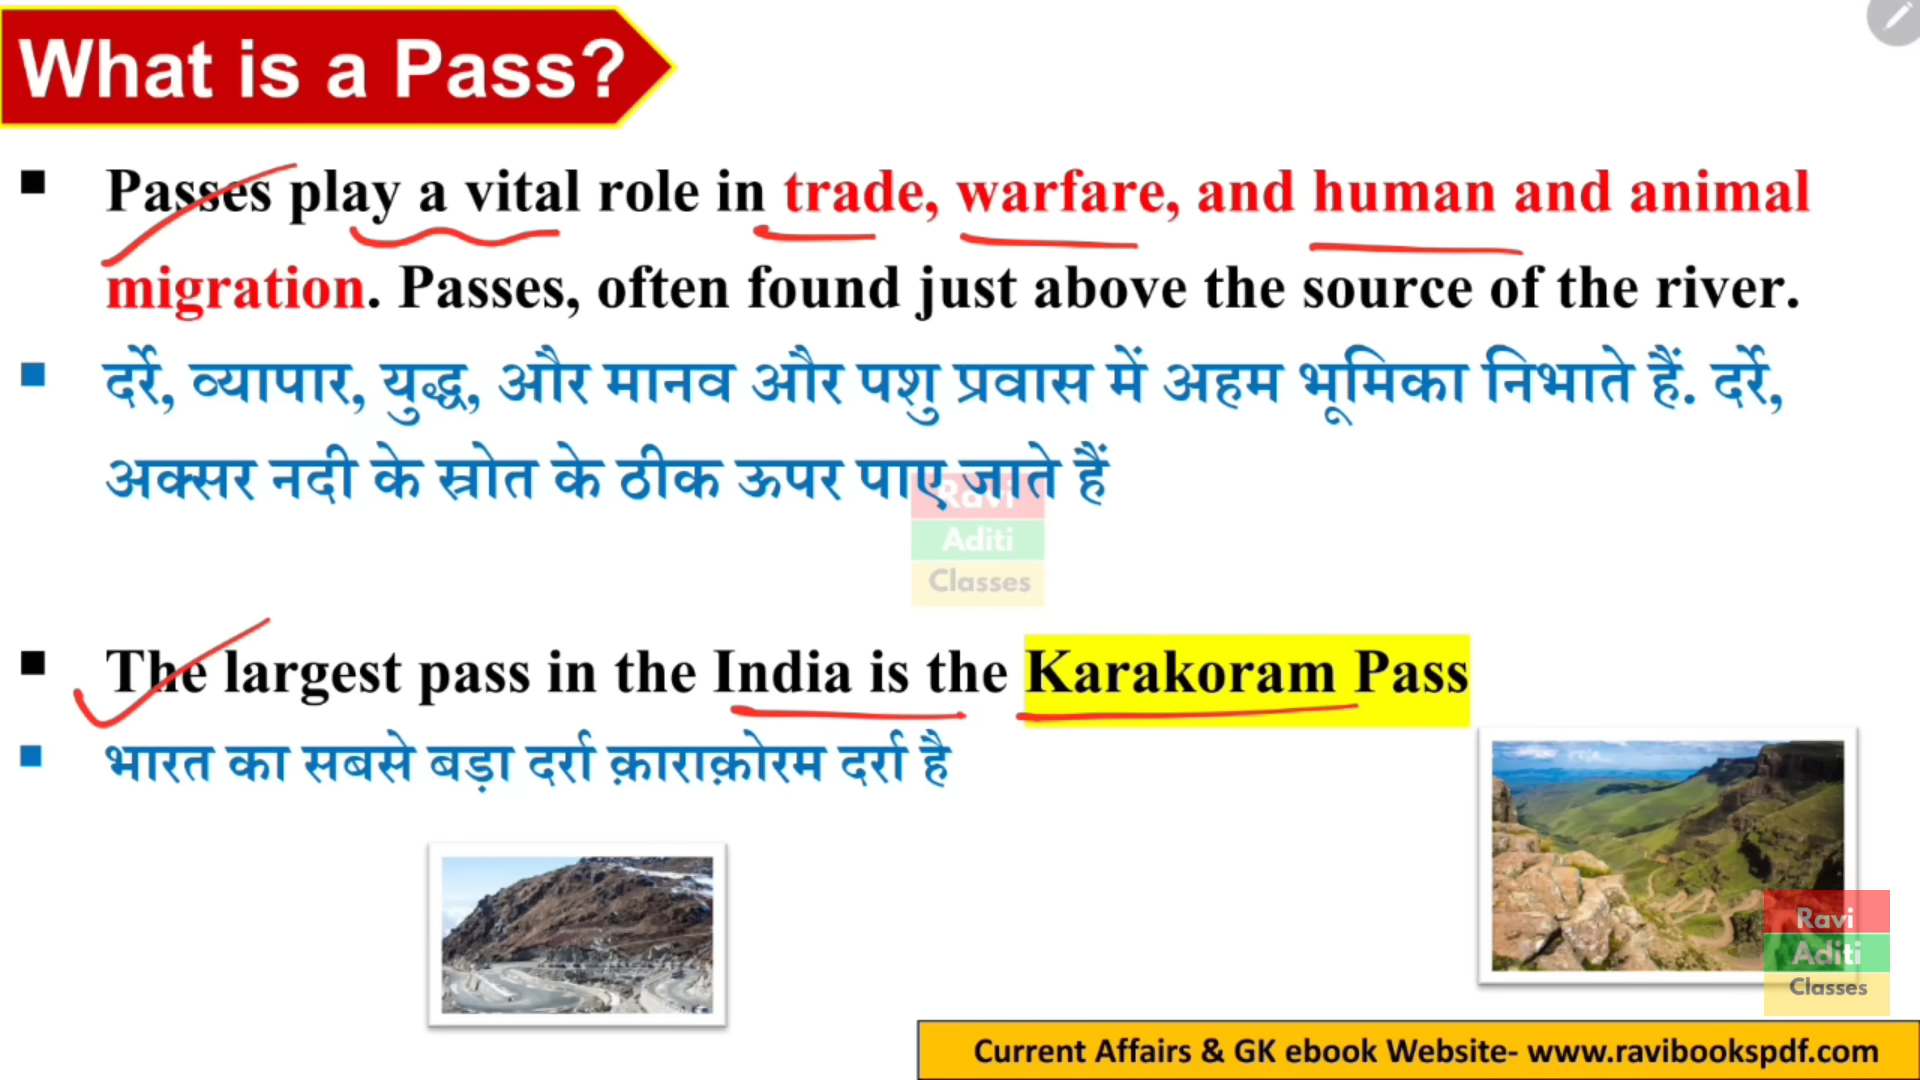 What is a Pass?
Passes play a vital role in trade, warfare, and human and animal
migration. Passes, often found just above the source of the river.
दर्रे, व्यापार, युद्ध, और मानव और पशु प्रवास में अहम भूमिका निभाते हैं. दर्रे,
अक्सर नदी के स्रोत के ठीक ऊपर पाए जाते हैं
Ravi
Aditi
Classes
The largest pass in the India is the Karakoram Pass
भारत का सबसे बड़ा दर्रा क़ाराक़ोरम दर्रा है
Ravi
Aditi
Classes
Current Affairs & GK ebook Website- www.ravibookspdf.com